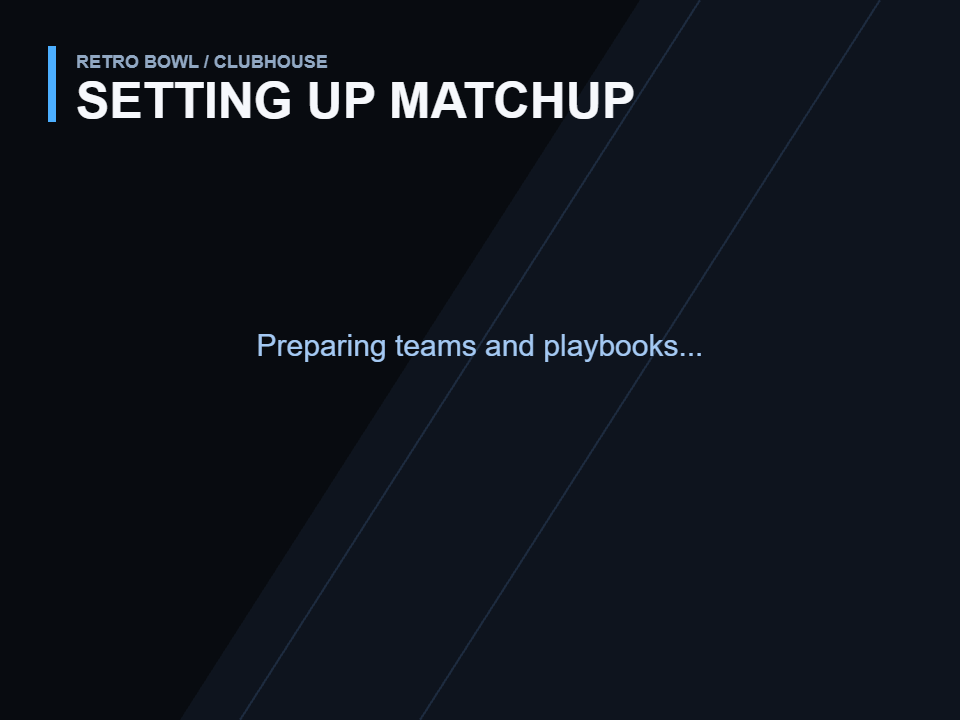 RETRO BOWL / CLUBHOUSE
SETTING UP MATCHUP
Preparing teams and playbooks...